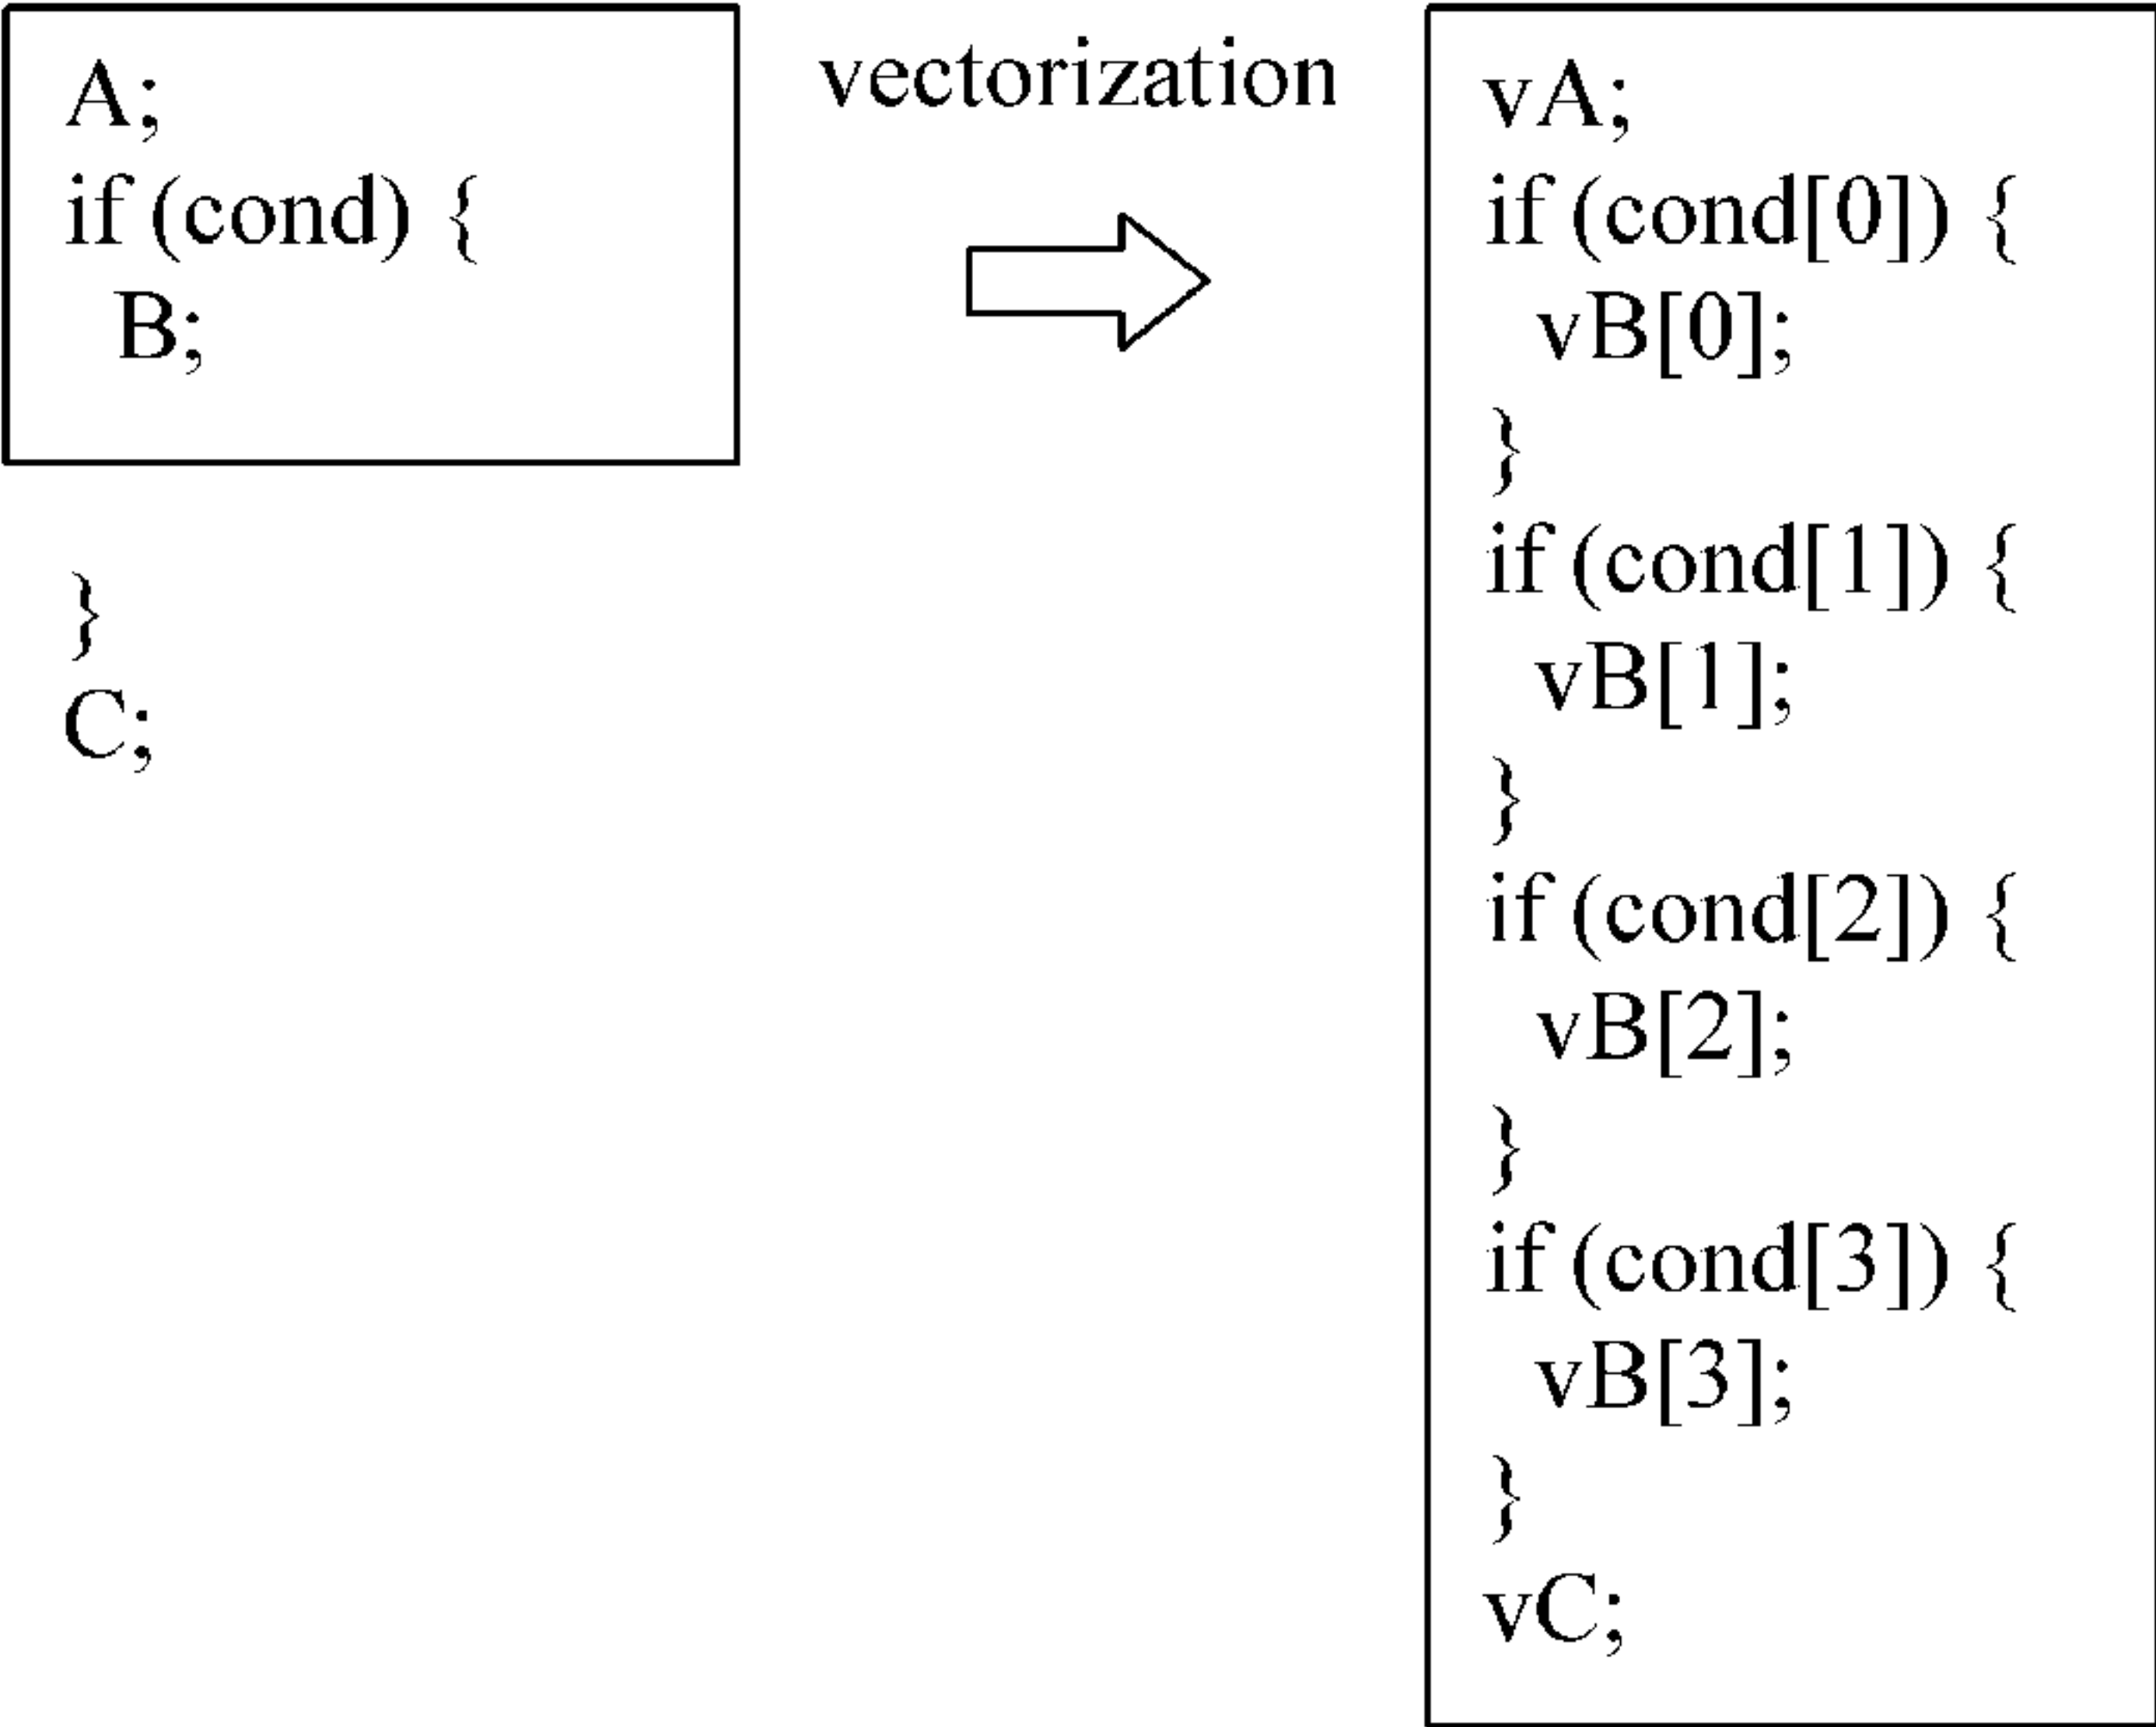 A;
if (cond) {
B;
}
C;
vectorization
vA;
if (cond[0]) {
vB[0];
}
if (cond[1]) {
vB[1];
}
if (cond[2]) {
vB[2];
}
if (cond[3]) {
vB[3];
}
vC;